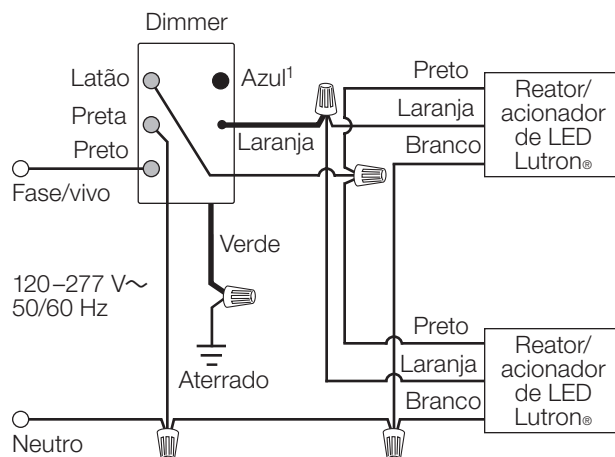 Dimmer
Latão
Azul¹
Preta
Laranja
Preto
Fase/vivo
Verde
120–277 V~
50/60 Hz
Aterrado
Neutro
Preto
Laranja
Branco
Reator/
acionador
de LED
Lutron®
Preto
Laranja
Branco
Reator/
acionador
de LED
Lutron®